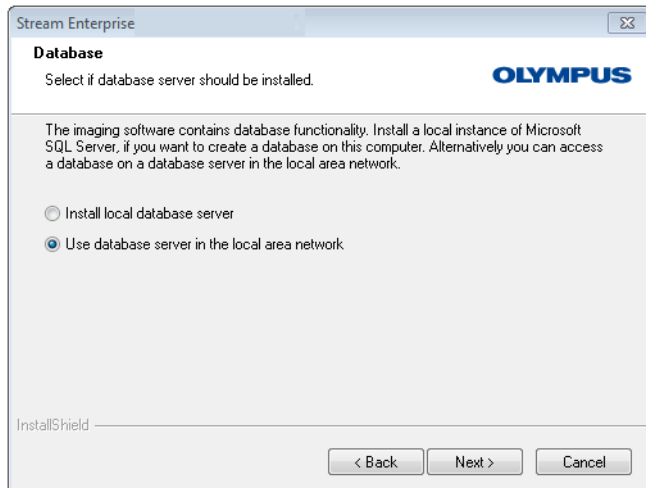 Stream Enterprise
Database
Select if database server should be installed.
OLYMPUS
The imaging software contains database functionality. Install a local instance of Microsoft
SQL Server, if you want to create a database on this computer. Alternatively you can access
a database on a database server in the local area network.
Install local database server
Use database server in the local area network
InstallShield
< Back
Next >
Cancel